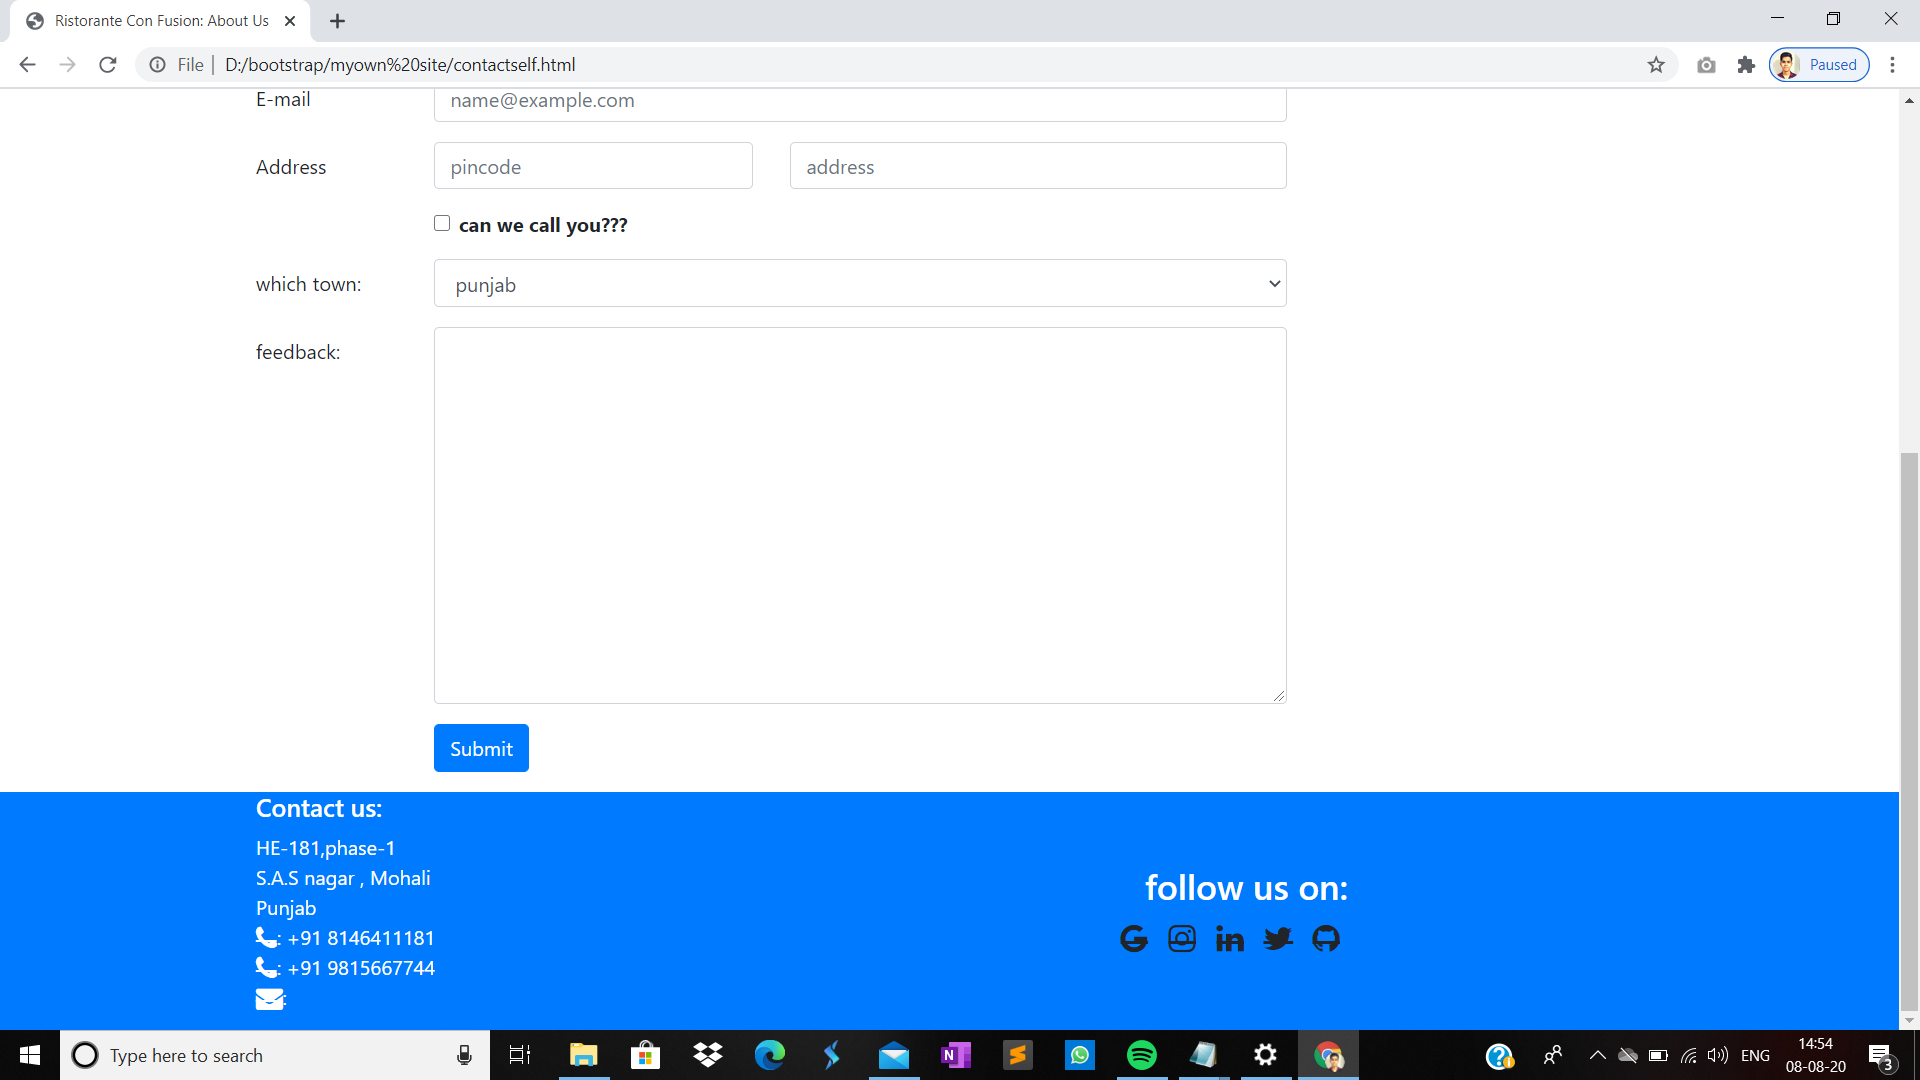 Ristorante Con Fusion: About Us
File | D:/bootstrap/myown%20site/contactself.html
Paused
E-mail name@example.com
Address pincode address
can we call you???
which town: punjab
feedback:
Submit
Contact us:
HE-181,phase-1
S.A.S nagar , Mohali
Punjab
: +91 8146411181
: +91 9815667744
:
follow us on:
Type here to search
ENG
14:54
08-08-20
3